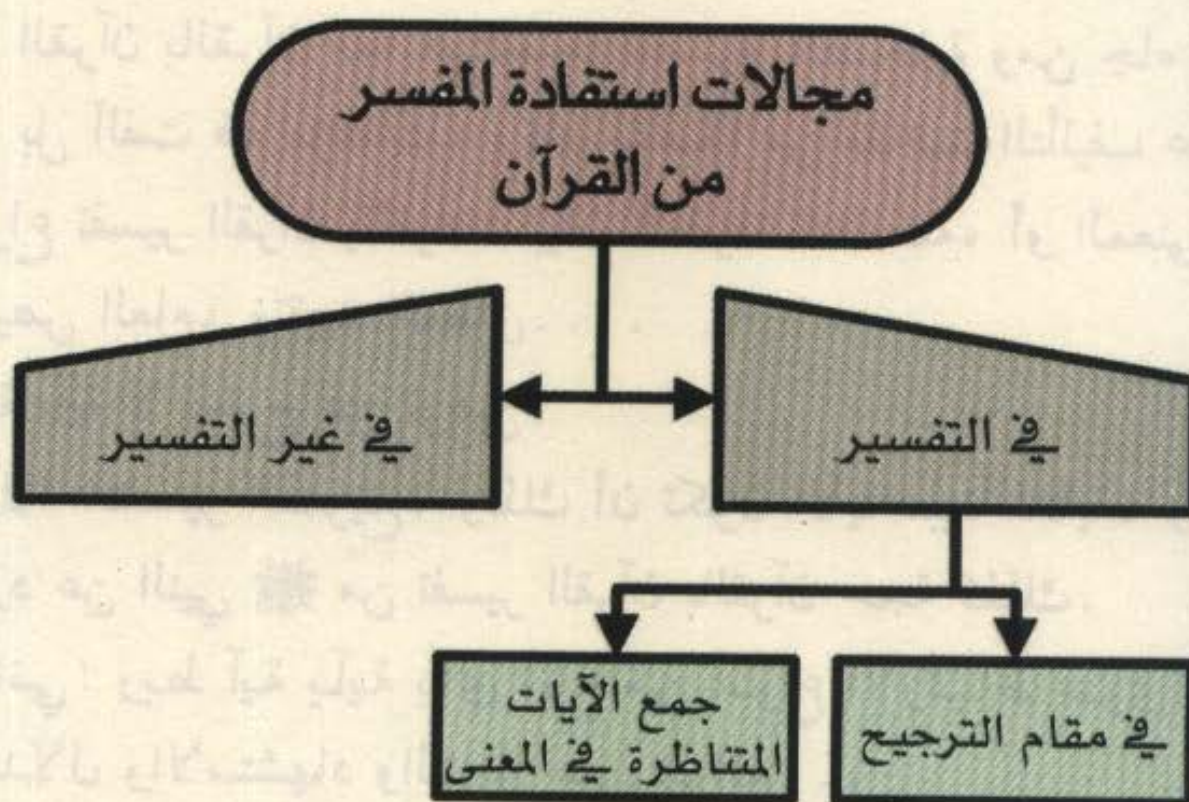 مجالات استفادة المفسر
من القرآن
في التفسير
في غير التفسير
في مقام الترجيح
جمع الآيات
المتناظرة في المعنى